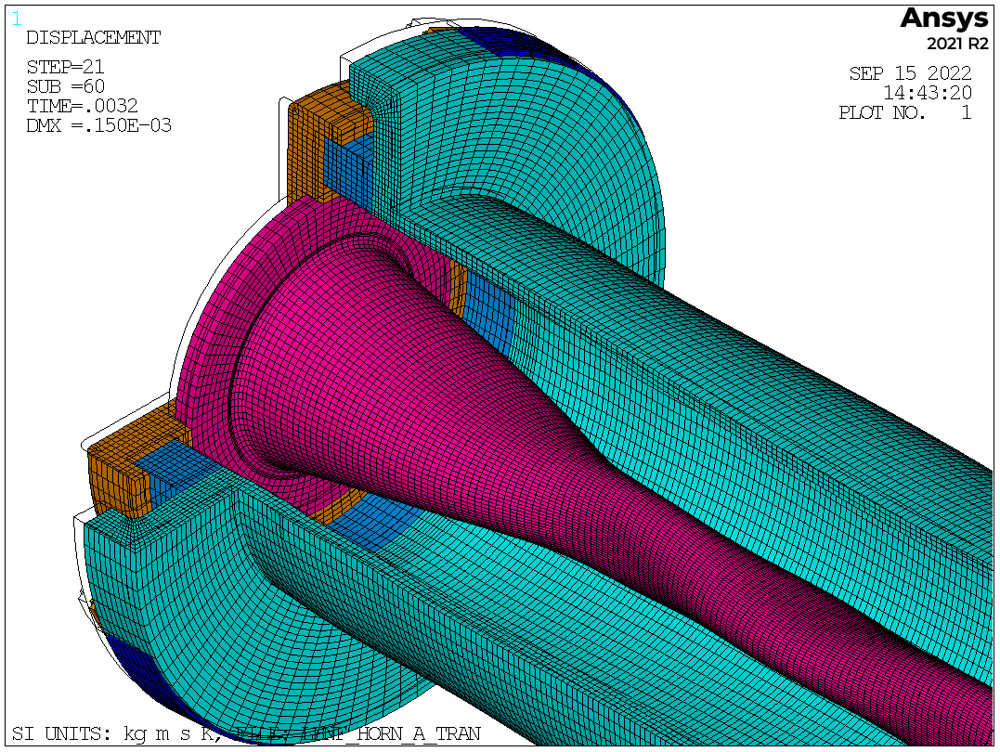 1
DISPLACEMENT
STEP=21
SUB =60
TIME=.0032
DMX =.150E-03
Ansys
2021 R2
SEP 15 2022
14:43:20
PLOT NO. 1
SI UNITS: kg m s K, HORN_A_TRAN